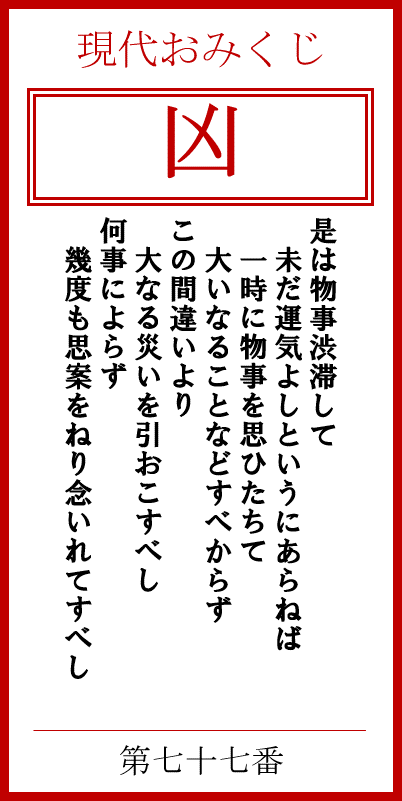 現代おみくじ
凶
是は物事渋滞して
未だ運気よしというにあらねば
一時に物事を思ひたちて
大いなることなどすべからず
この間違いより
大なる災いを引おこすべし
何事によらず
幾度も思案をねり念いれてすべし
第七十七番